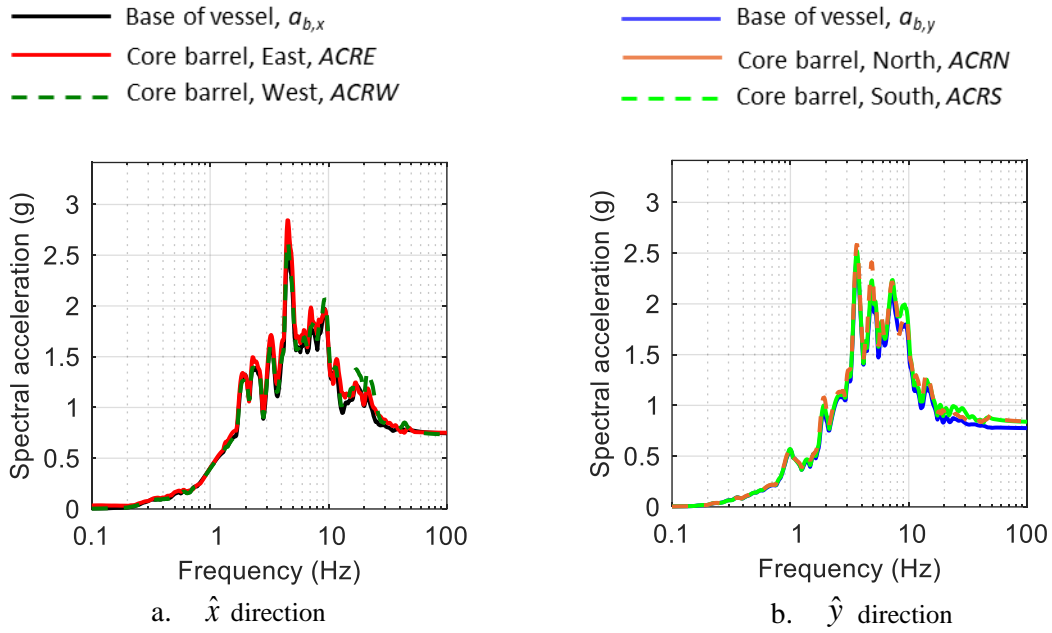 Base of vessel, a_b,x
Core barrel, East, ACRE
Core barrel, West, ACRW
Base of vessel, a_b,y
Core barrel, North, ACRN
Core barrel, South, ACRS
Spectral acceleration (g)
3
2.5
2
1.5
1
0.5
0
0.1
1
10
100
Frequency (Hz)
a. x̂ direction
Spectral acceleration (g)
3
2.5
2
1.5
1
0.5
0
0.1
1
10
100
Frequency (Hz)
b. ŷ direction